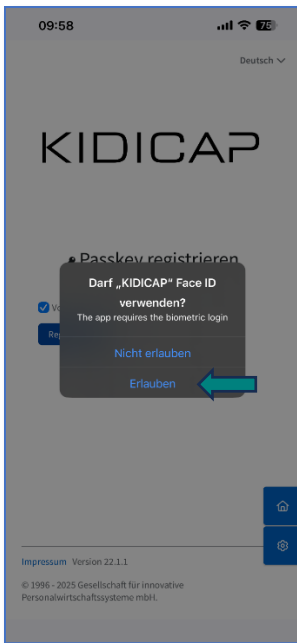 09:58
75
Deutsch
KIDICAP
Passkey registrieren
Darf „KIDICAP“ Face ID
verwenden?
The app requires the biometric login
Nicht erlauben
Erlauben
Impressum Version 22.1.1
© 1996 - 2025 Gesellschaft für innovative
Personalwirtschaftssysteme mbH.